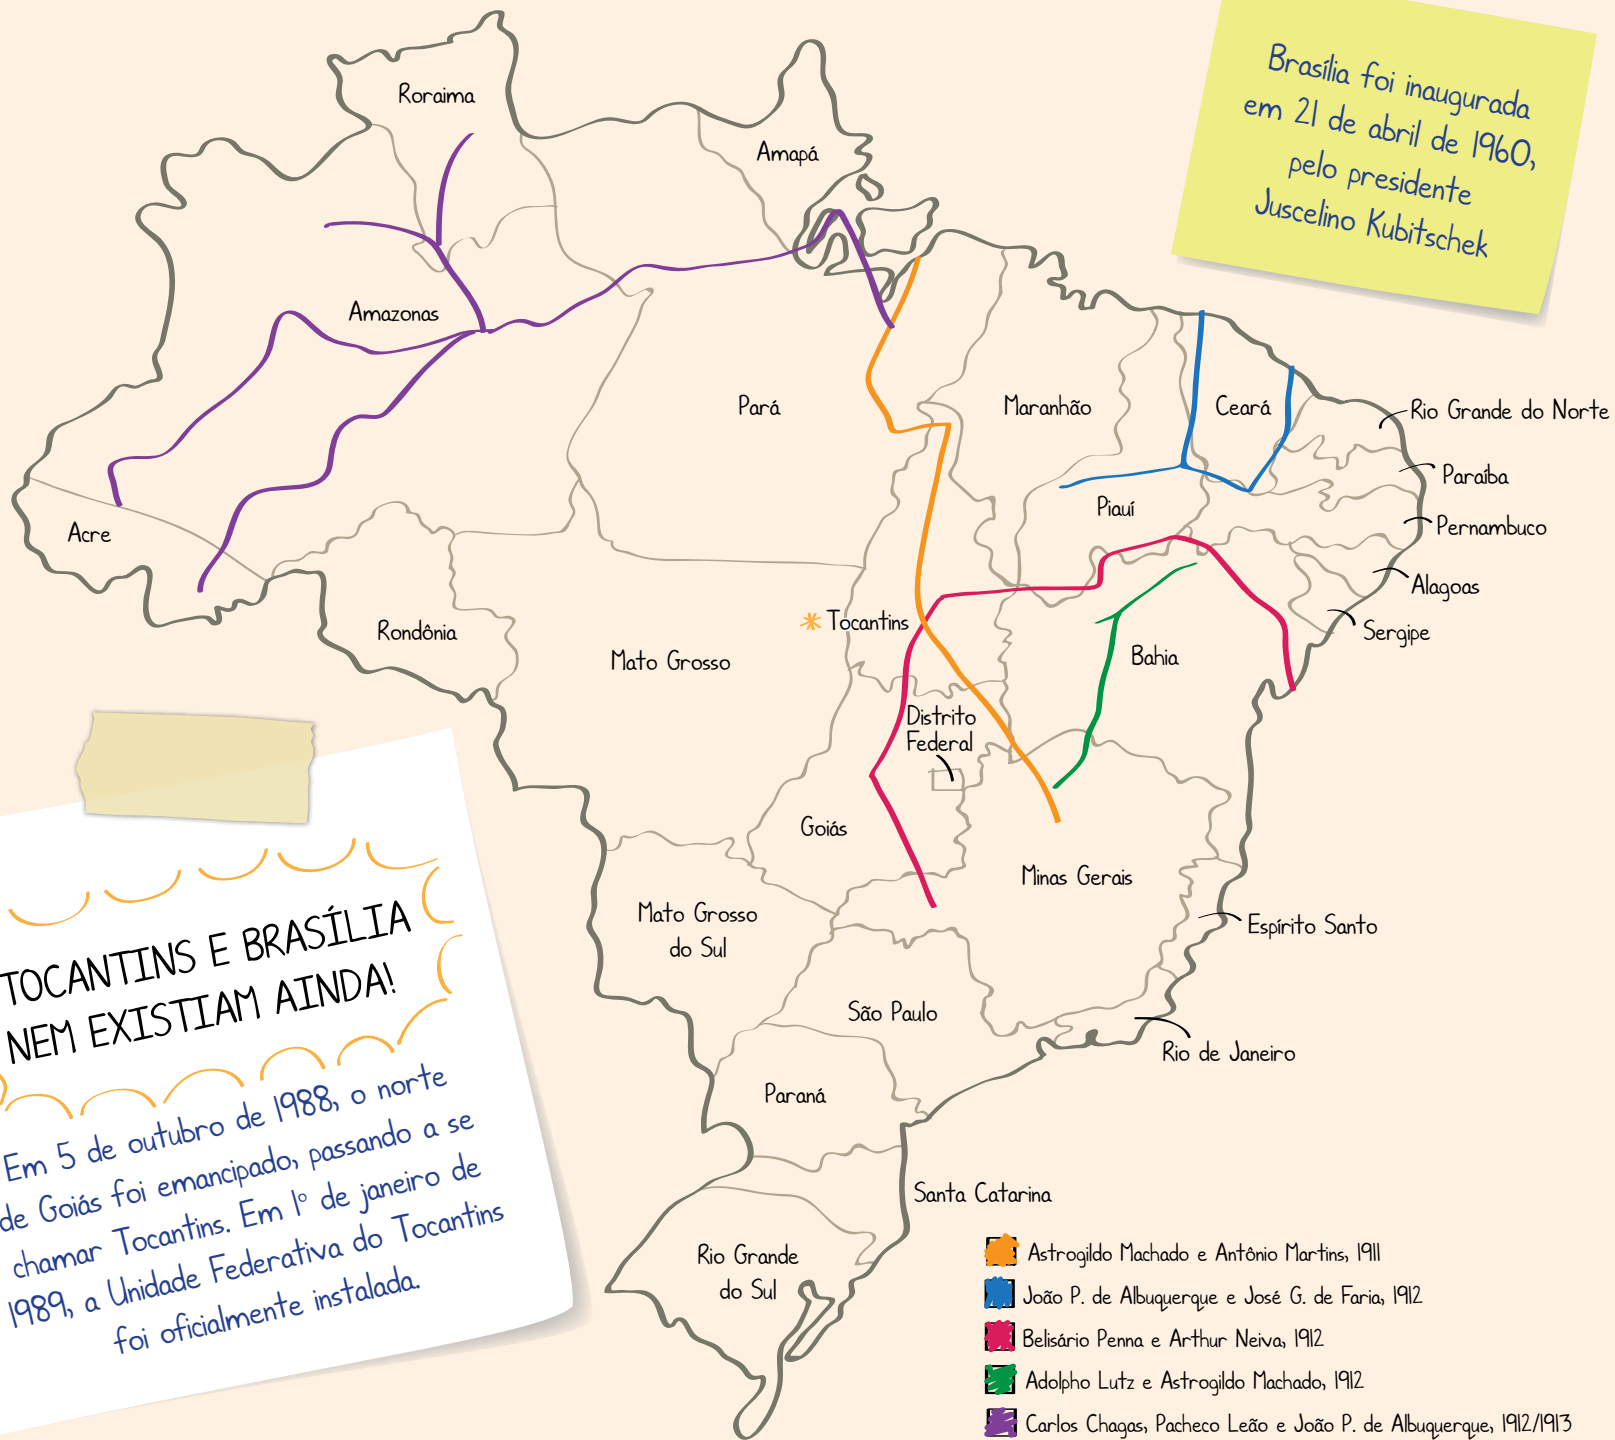 Brasília foi inaugurada
em 21 de abril de 1960,
pelo presidente
Juscelino Kubitschek
Roraima
Amapá
Amazonas
Pará
Maranhão
Ceará
Rio Grande do Norte
Paraíba
Piauí
Pernambuco
Acre
Alagoas
Sergipe
Rondônia
Tocantins
Mato Grosso
Bahia
Distrito
Federal
Goiás
Minas Gerais
Mato Grosso
do Sul
Espírito Santo
São Paulo
Rio de Janeiro
Paraná
Santa Catarina
Rio Grande
do Sul
TOCANTINS E BRASÍLIA
NEM EXISTIAM AINDA!
Em 5 de outubro de 1988, o norte
de Goiás foi emancipado, passando a se
chamar Tocantins. Em 1º de janeiro de
1989, a Unidade Federativa do Tocantins
foi oficialmente instalada.
Astrogildo Machado e Antônio Martins, 1911
João P. de Albuquerque e José G. de Faria, 1912
Belisário Penna e Arthur Neiva, 1912
Adolpho Lutz e Astrogildo Machado, 1912
Carlos Chagas, Pacheco Leão e João P. de Albuquerque, 1912/1913